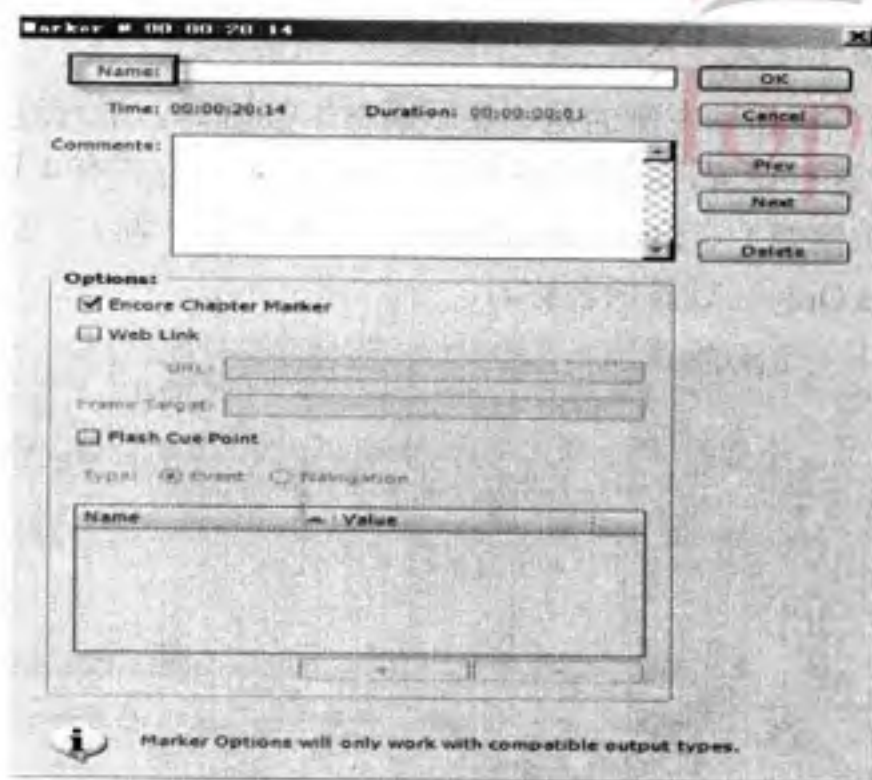 Marker @ 00:00:20:14
Name:
OK
Time: 00:00:20:14 Duration: 00:00:00:01
Cancel
Comments:
Prev
Next
Delete
Options:
Encore Chapter Marker
Web Link
URL:
Frame Target:
Flash Cue Point
Type: Event Navigation
Name Value
+ -
Marker Options will only work with compatible output types.